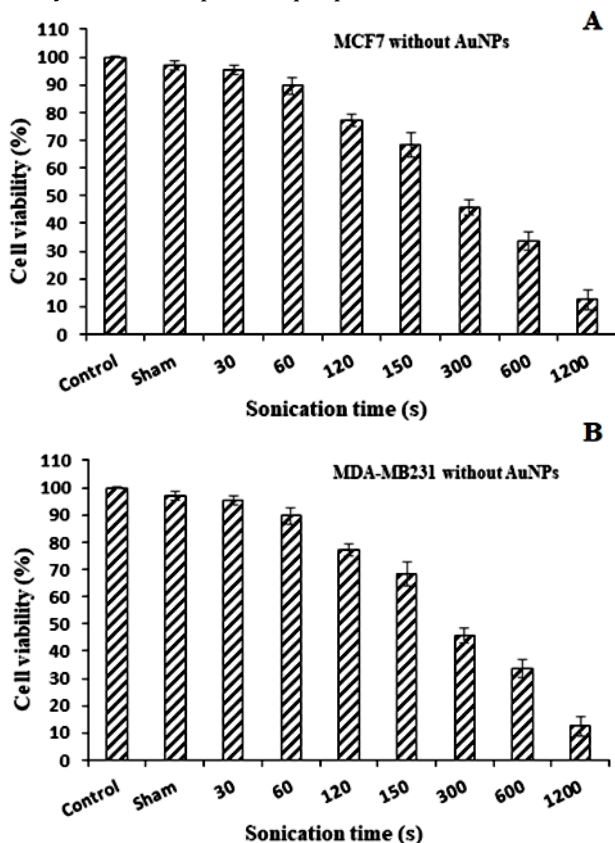 A
MCF7 without AuNPs
110
100
90
80
70
60
50
40
30
20
10
0
Cell viability (%)
Control Sham 30 60 120 150 300 600 1200
Sonication time (s)
B
MDA-MB231 without AuNPs
110
100
90
80
70
60
50
40
30
20
10
0
Cell viability (%)
Control Sham 30 60 120 150 300 600 1200
Sonication time (s)